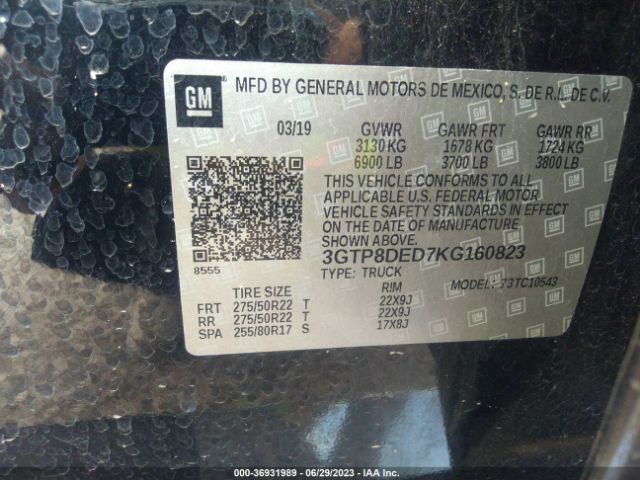 GM
MFD BY GENERAL MOTORS DE MEXICO, S. DE R.L. DE C.V.
03/19 GVWR GAWR FRT GAWR RR
3130 KG 1678 KG 1724 KG
6900 LB 3700 LB 3800 LB
THIS VEHICLE CONFORMS TO ALL
APPLICABLE U.S. FEDERAL MOTOR
VEHICLE SAFETY STANDARDS IN EFFECT
ON THE DATE OF MANUFACTURE
SHOWN ABOVE.
8555
3GTP8DED7KG160823
TYPE: TRUCK MODEL: 73TC10543
TIRE SIZE RIM
FRT 275/50R22 T 22X9J
RR 275/50R22 T 22X9J
SPA 255/80R17 S 17X8J
000-36931989 - 06/29/2023 - IAA Inc.